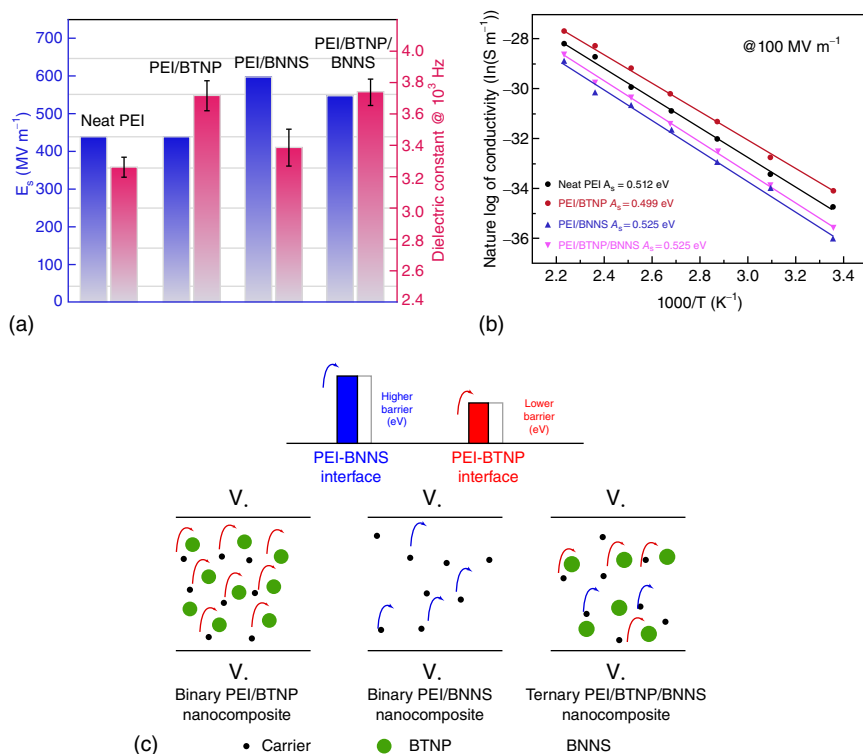 700
600
500
400
300
200
100
0
E_s (MV m⁻¹)
Neat PEI
PEI/BTNP
PEI/BNNS
PEI/BTNP/
BNNS
4.0
3.8
3.6
3.4
3.2
3.0
2.8
2.6
2.4
Dielectric constant @ 10³ Hz
(a)
Nature log of conductivity (ln(S m⁻¹)
−28
−30
−32
−34
−36
@100 MV m⁻¹
Neat PEI A_s = 0.512 eV
PEI/BTNP A_s = 0.499 eV
PEI/BNNS A_s = 0.525 eV
PEI/BTNP/BNNS A_s = 0.525 eV
2.2 2.4 2.6 2.8 3.0 3.2 3.4
1000/T (K⁻¹)
(b)
Higher
barrier
(eV)
Lower
barrier
(eV)
PEI-BNNS
interface
PEI-BTNP
interface
V. V. V.
V. V. V.
Binary PEI/BTNP
nanocomposite
Binary PEI/BNNS
nanocomposite
Ternary PEI/BTNP/BNNS
nanocomposite
(c) Carrier BTNP BNNS